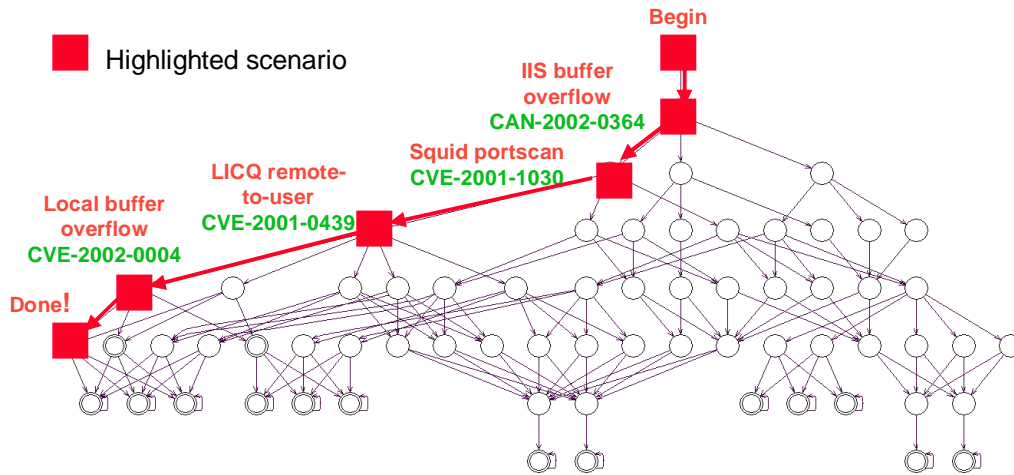 Begin
Highlighted scenario
IIS buffer
overflow
CAN-2002-0364
Squid portscan
CVE-2001-1030
LICQ remote-
to-user
CVE-2001-0439
Local buffer
overflow
CVE-2002-0004
Done!